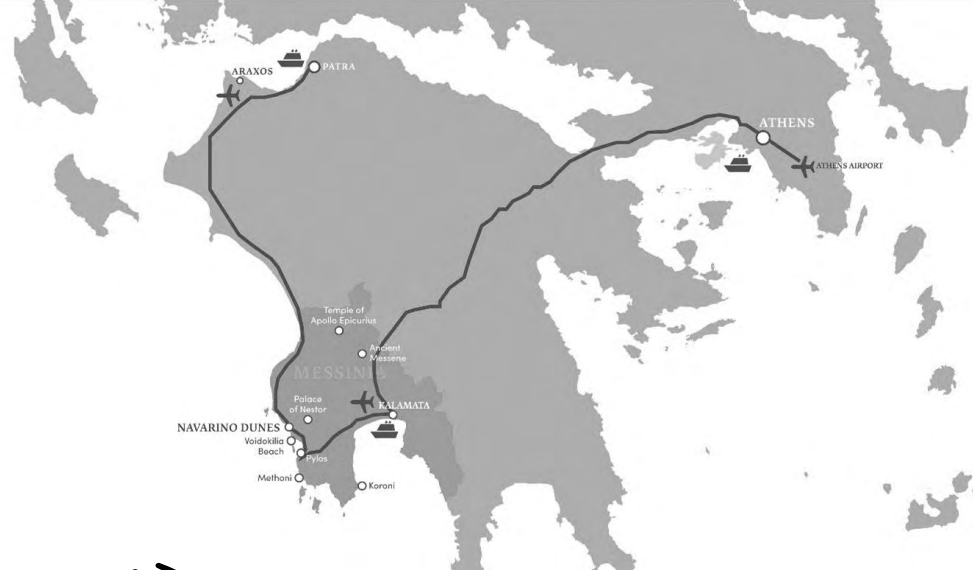 ARAXOS
PATRA
ATHENS
ATHENS AIRPORT
Temple of
Apollo Epicurius
Ancient
Messene
MESSINIA
Palace
of Nestor
KALAMATA
NAVARINO DUNES
Voidokilia
Beach
Pylos
Methoni
Koroni